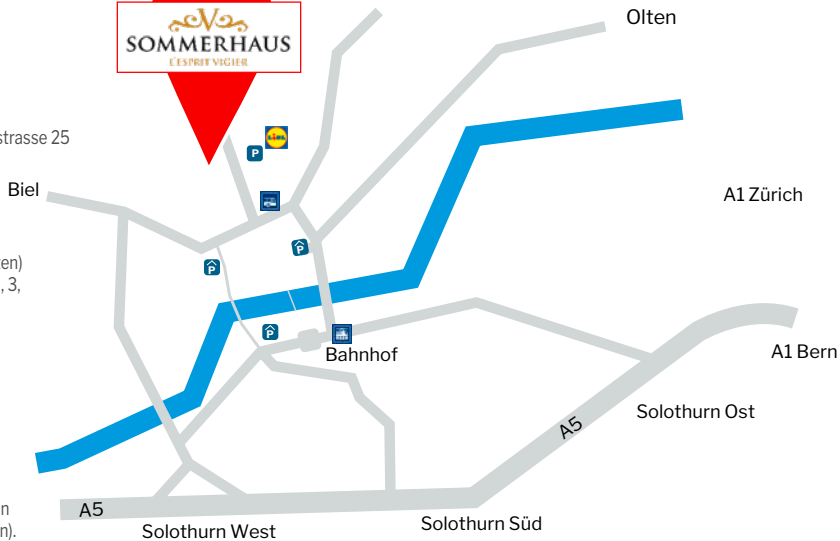 V
SOMMERHAUS
L'ESPRIT VIGIER
Olten
strasse 25
P
LIDL
Biel
A1 Zürich
en)
P
P
, 3,
P
Bahnhof
A1 Bern
Solothurn Ost
A5
n
A5
Solothurn Süd
Solothurn West
n).